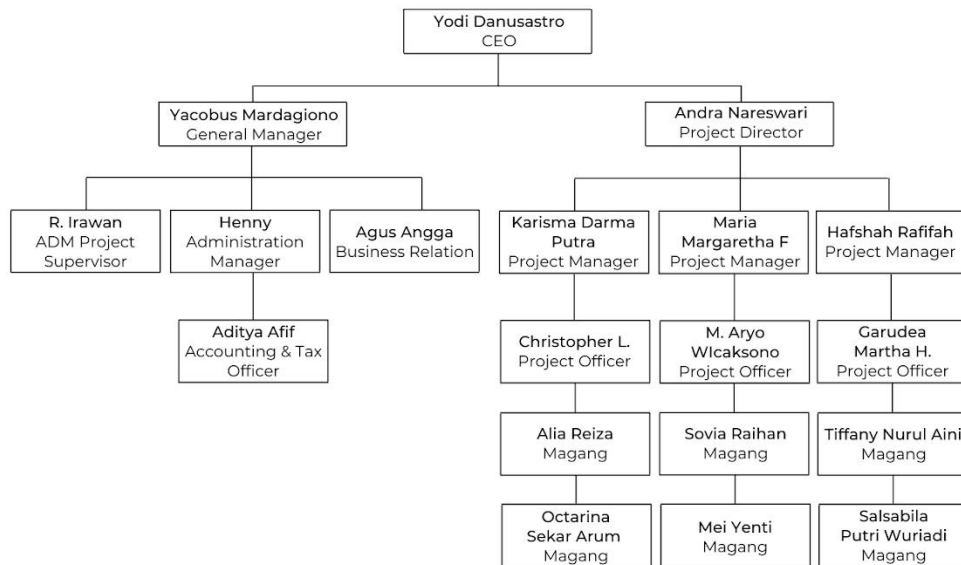 Yodi Danusastro
CEO
Yacobus Mardagiono
General Manager
Andra Nareswari
Project Director
R. Irawan
ADM Project
Supervisor
Henny
Administration
Manager
Agus Angga
Business Relation
Karisma Darma
Putra
Project Manager
Maria
Margaretha F
Project Manager
Hafshah Rafifah
Project Manager
Aditya Afif
Accounting & Tax
Officer
Christopher L.
Project Officer
M. Aryo
WIcaksono
Project Officer
Garudea
Martha H.
Project Officer
Alia Reiza
Magang
Sovia Raihan
Magang
Tiffany Nurul Aini
Magang
Octarina
Sekar Arum
Magang
Mei Yenti
Magang
Salsabila
Putri Wuriadi
Magang